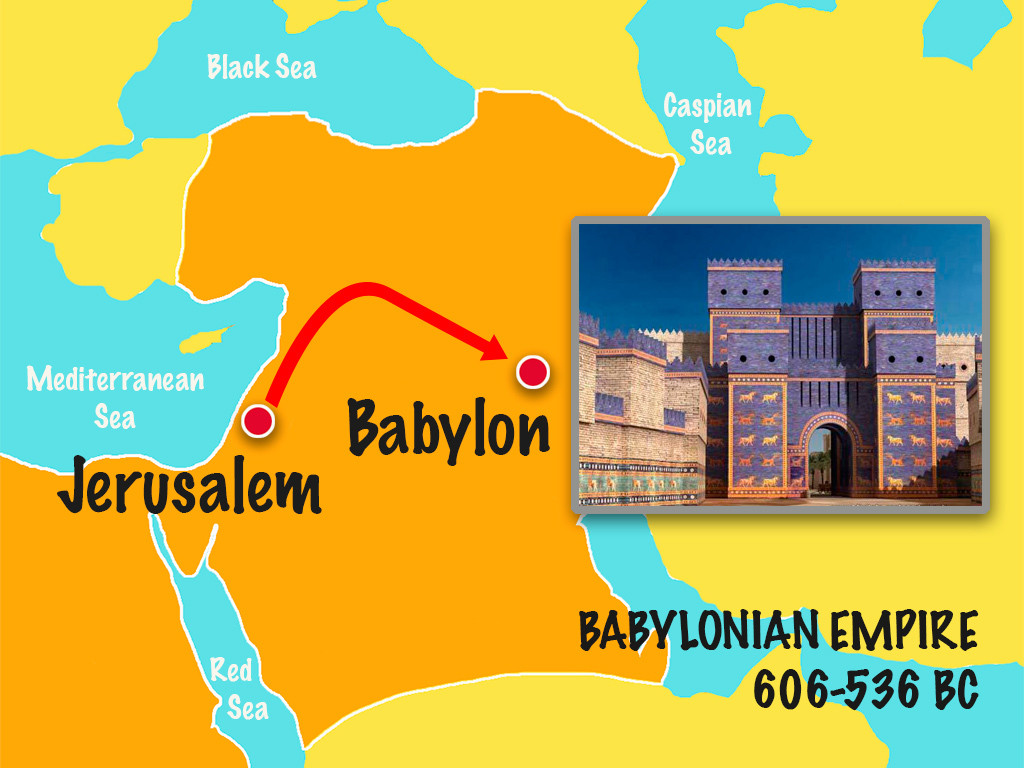 Black Sea
Caspian
Sea
Mediterranean
Sea
Babylon
Jerusalem
BABYLONIAN EMPIRE
606-536 BC
Red
Sea